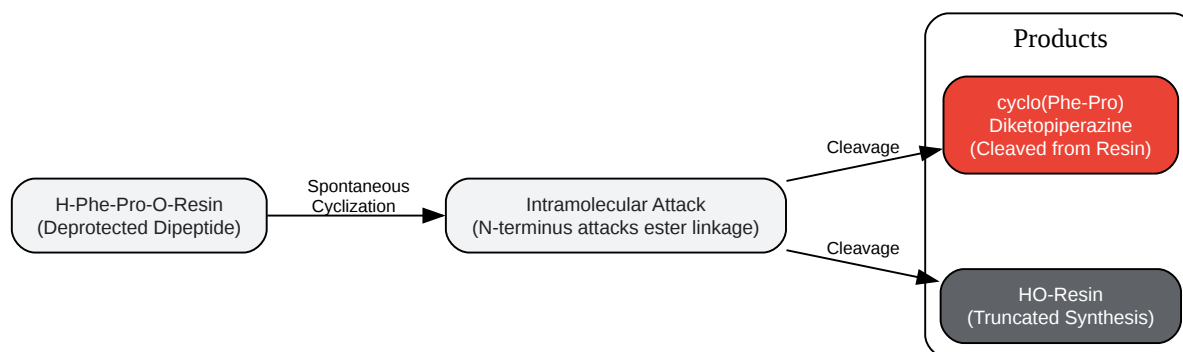 H-Phe-Pro-O-Resin
(Deprotected Dipeptide)
Spontaneous
Cyclization
Intramolecular Attack
(N-terminus attacks ester linkage)
Cleavage
Cleavage
Products
cyclo(Phe-Pro)
Diketopiperazine
(Cleaved from Resin)
HO-Resin
(Truncated Synthesis)